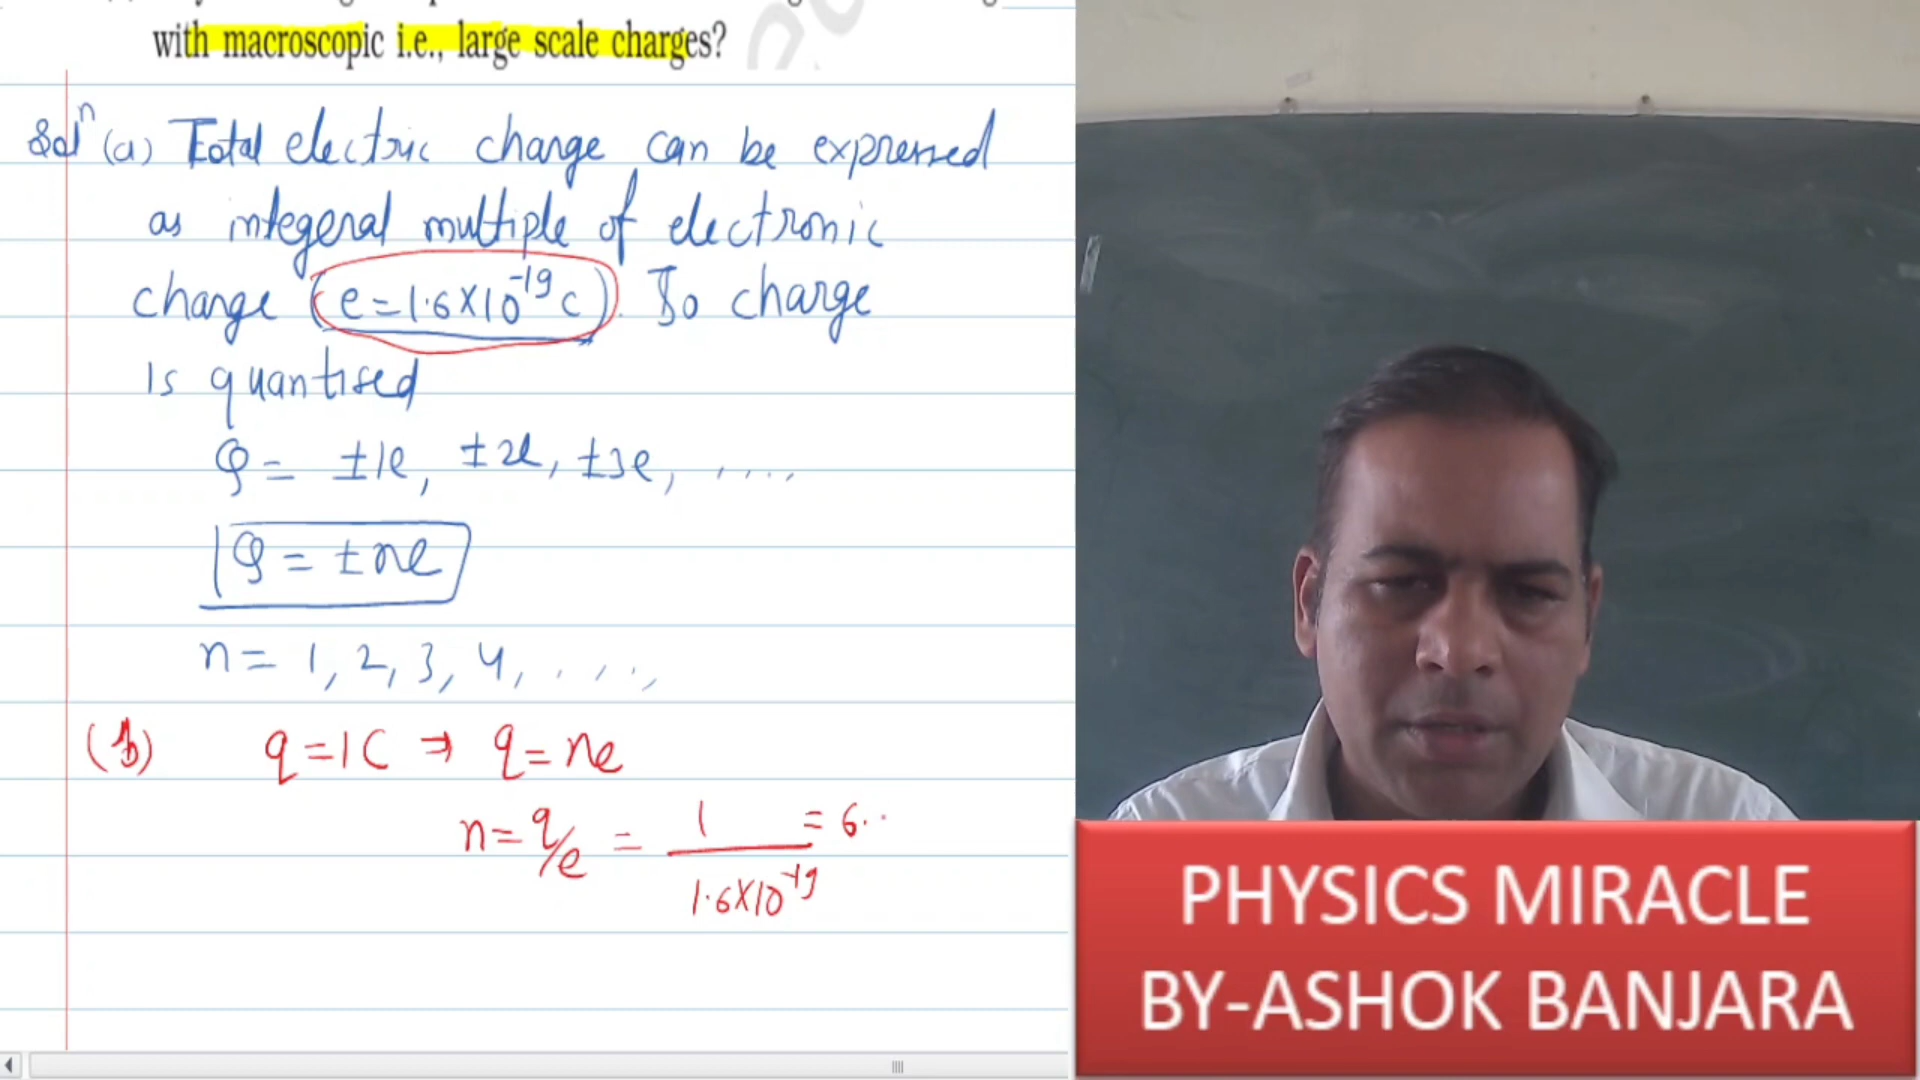 with macroscopic i.e., large scale charges?
Solⁿ (a) Total electric charge can be expressed
as integeral multiple of electronic
charge (e=1.6×10⁻¹⁹ C). So charge
is quantised
Q = ±1e, ±2e, ±3e, ....
Q = ±ne
n = 1, 2, 3, 4, . . . .,
(b) q=1C ⇒ q=ne
n= q/e = 1/1.6×10⁻¹⁹ = 6..
PHYSICS MIRACLE
BY-ASHOK BANJARA